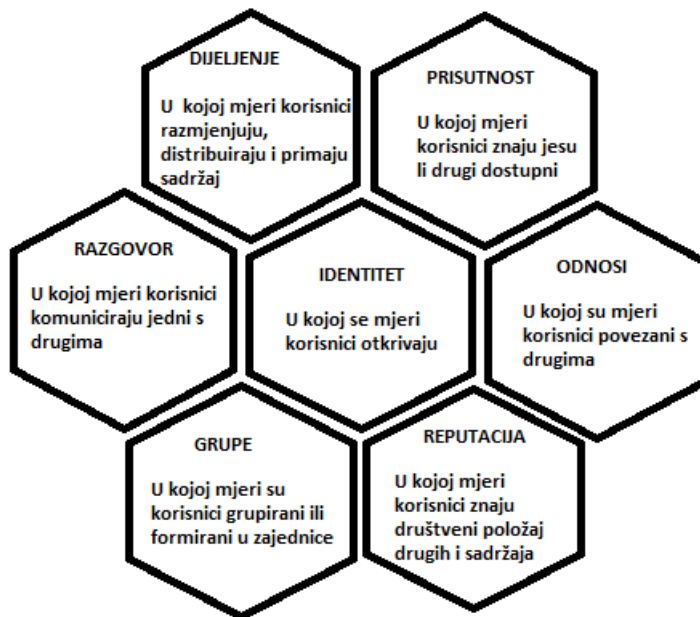 DIJELJENJE
U kojoj mjeri korisnici
razmjenjuju,
distribuiraju i primaju
sadržaj
PRISUTNOST
U kojoj mjeri
korisnici znaju jesu
li drugi dostupni
RAZGOVOR
U kojoj mjeri korisnici
komuniciraju jedni s
drugima
IDENTITET
U kojoj se mjeri
korisnici otkrivaju
ODNOSI
U kojoj su mjeri
korisnici povezani s
drugima
GRUPE
U kojoj mjeri su
korisnici grupirani ili
formirani u zajednice
REPUTACIJA
U kojoj mjeri
korisnici znaju
društveni položaj
drugih i sadržaja